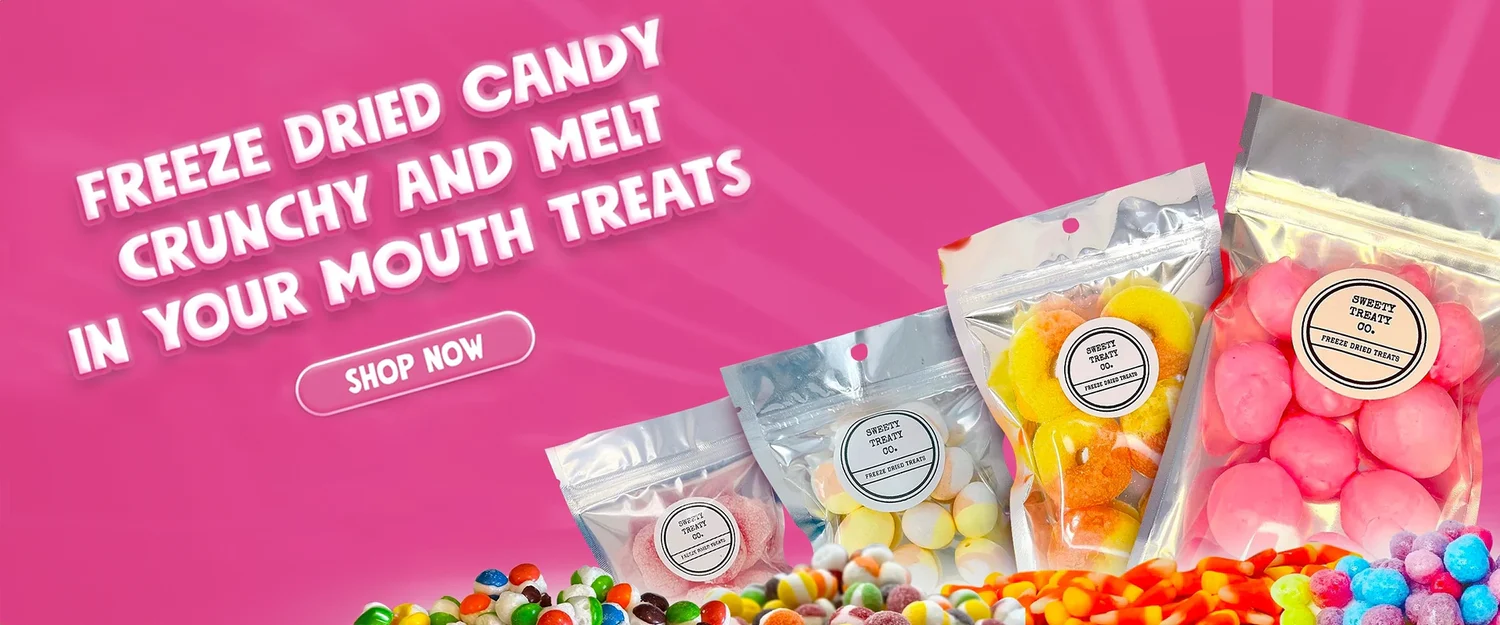 FREEZE DRIED CANDY
CRUNCHY AND MELT
IN YOUR MOUTH TREATS
SHOP NOW
SWEETY
TREATY
CO.
FREEZE DRIED TREATS
SWEETY
TREATY
CO.
FREEZE DRIED TREATS
SWEETY
TREATY
CO.
FREEZE DRIED TREATS
SWEETY
TREATY
CO.
FREEZE DRIED TREATS